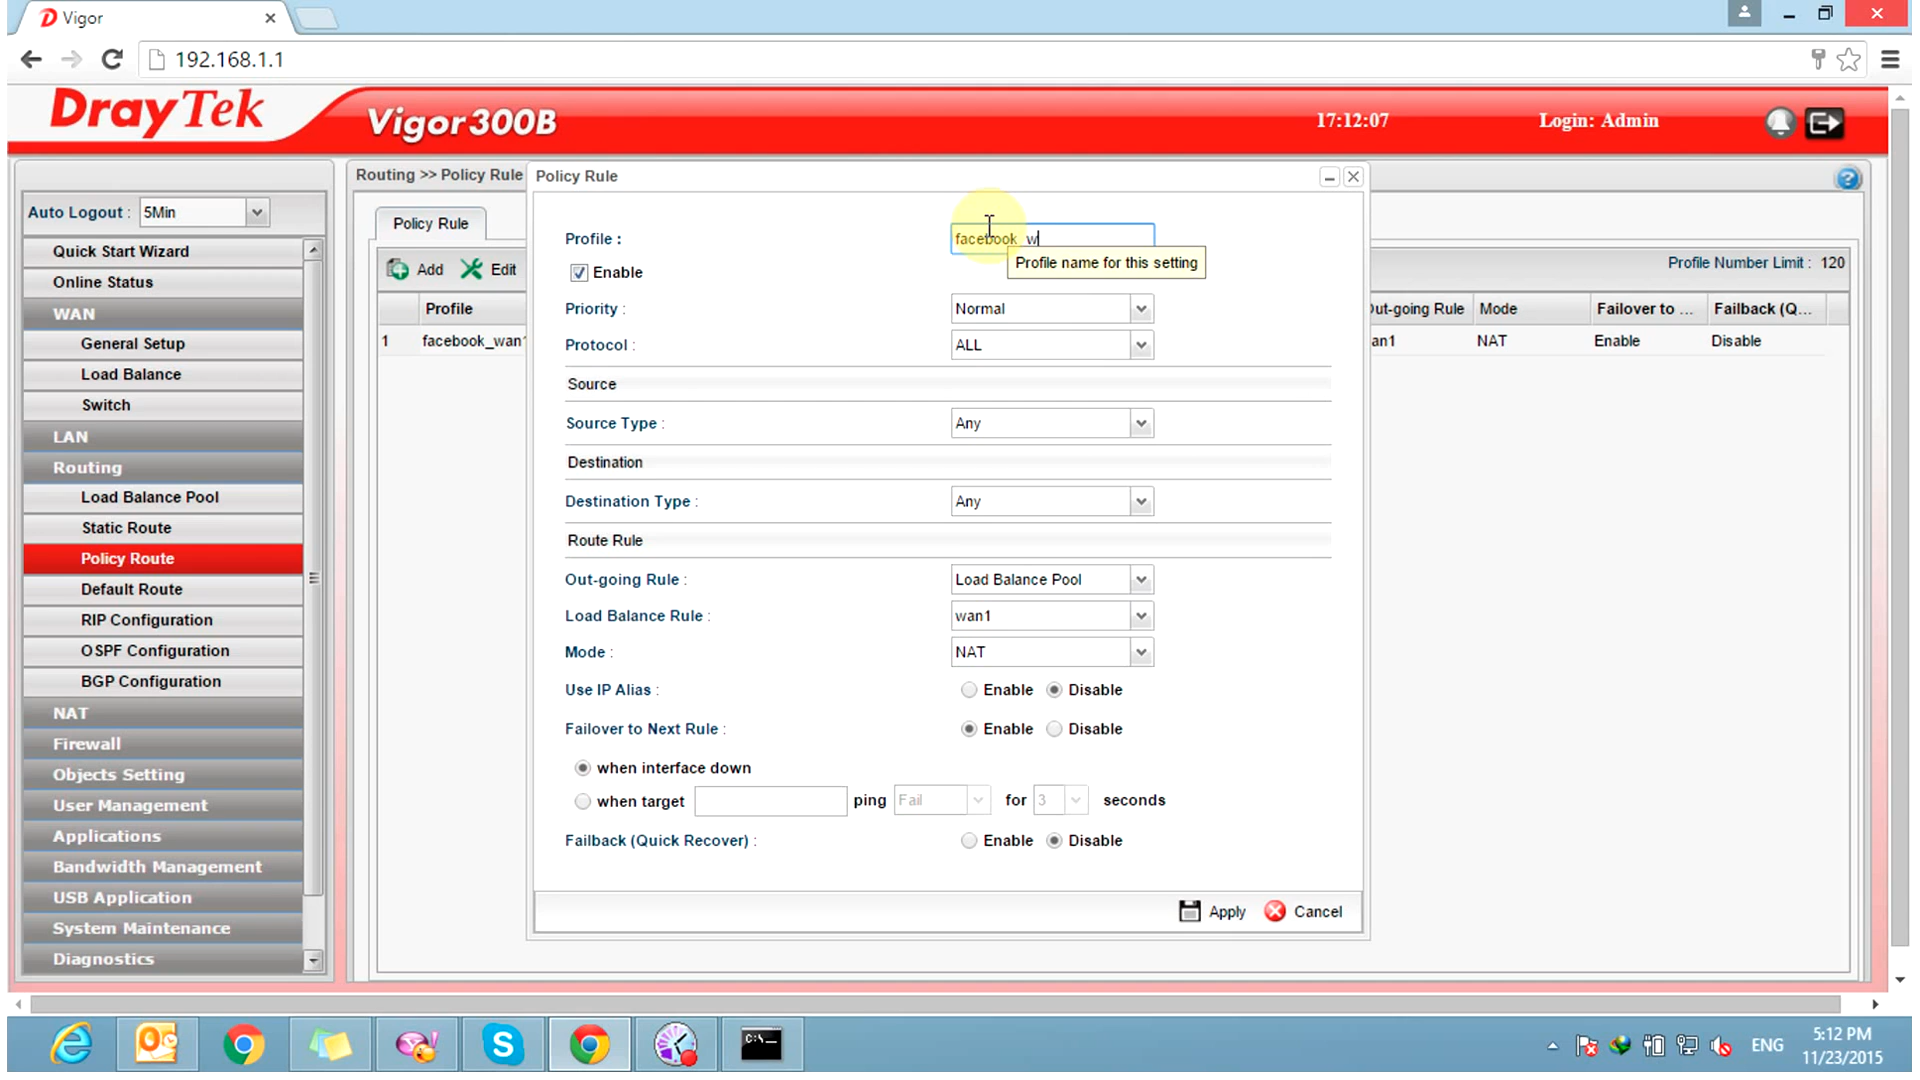 Vigor
192.168.1.1
DrayTek
Vigor 300B
17:12:07
Login: Admin
Auto Logout : 5Min
Quick Start Wizard
Online Status
WAN
General Setup
Load Balance
Switch
LAN
Routing
Load Balance Pool
Static Route
Policy Route
Default Route
RIP Configuration
OSPF Configuration
BGP Configuration
NAT
Firewall
Objects Setting
User Management
Applications
Bandwidth Management
USB Application
System Maintenance
Diagnostics
Routing >> Policy Rule
Policy Rule
Add Edit
Profile Number Limit : 120
Profile Out-going Rule Mode Failover to ... Failback (Q...
1 facebook_wan1 wan1 NAT Enable Disable
Policy Rule
Profile : facebook_w
Profile name for this setting
Enable
Priority : Normal
Protocol : ALL
Source
Source Type : Any
Destination
Destination Type : Any
Route Rule
Out-going Rule : Load Balance Pool
Load Balance Rule : wan1
Mode : NAT
Use IP Alias : Enable Disable
Failover to Next Rule : Enable Disable
when interface down
when target ping Fail for 3 seconds
Failback (Quick Recover) : Enable Disable
Apply Cancel
ENG
5:12 PM
11/23/2015